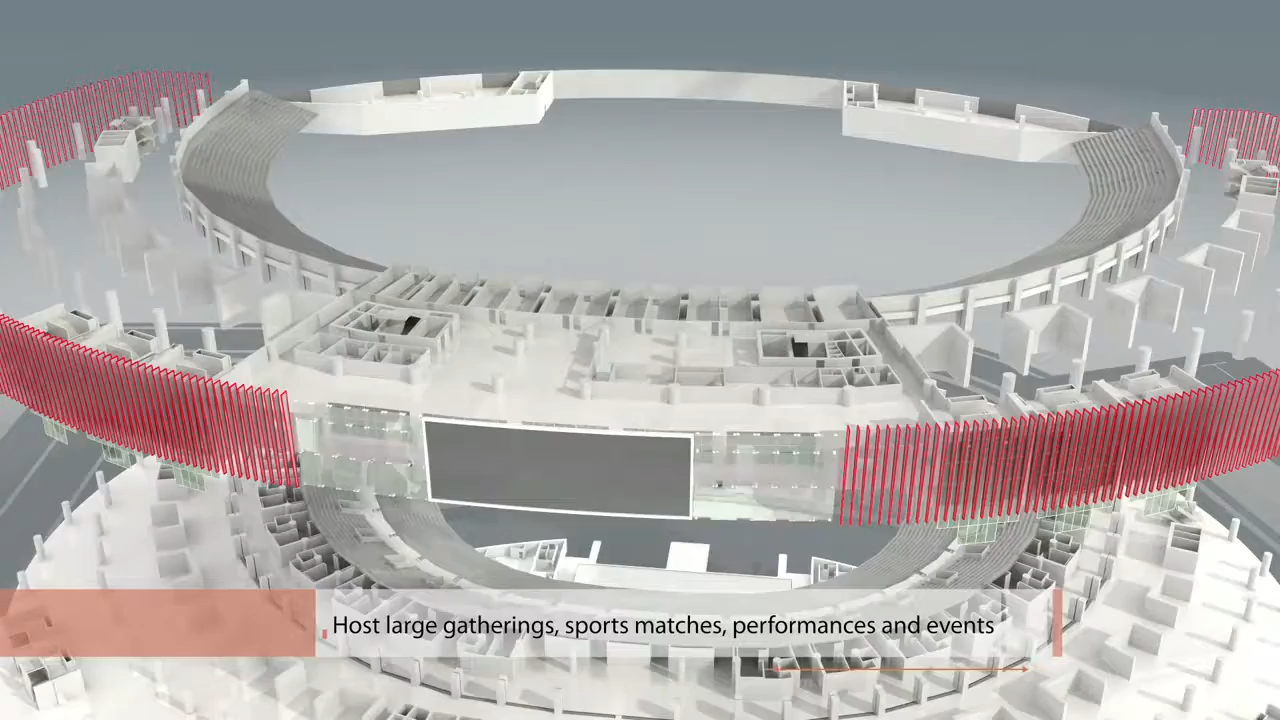 Host large gatherings, sports matches, performances and events